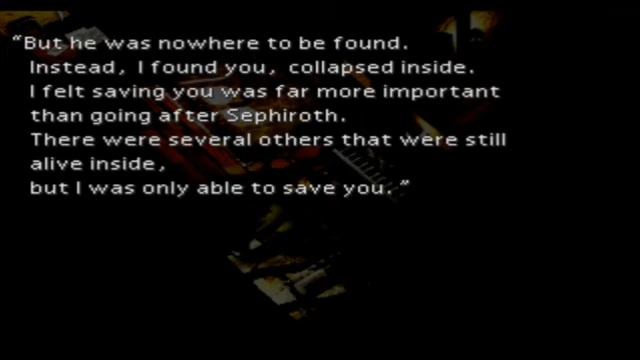 “But he was nowhere to be found.
Instead, I found you, collapsed inside.
I felt saving you was far more important
than going after Sephiroth.
There were several others that were still
alive inside,
but I was only able to save you.”